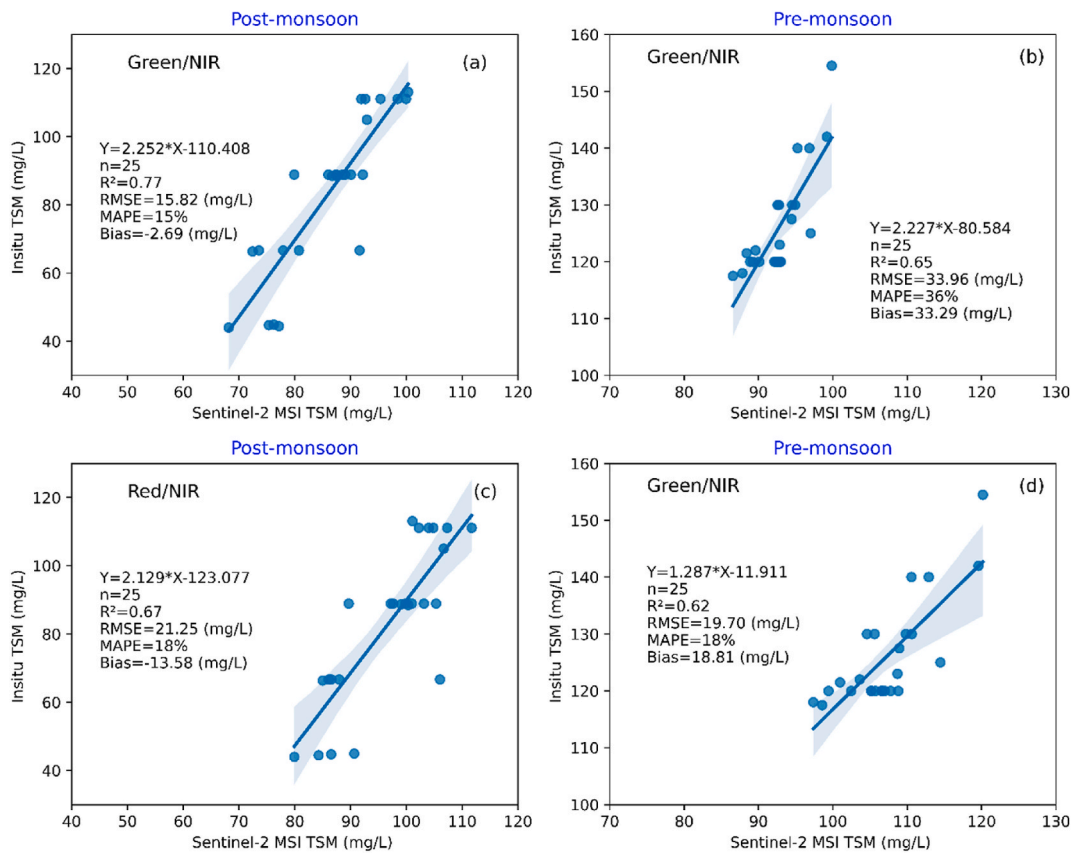 Post-monsoon
Green/NIR
(a)
Y=2.252*X-110.408
n=25
R²=0.77
RMSE=15.82 (mg/L)
MAPE=15%
Bias=-2.69 (mg/L)
Insitu TSM (mg/L)
120
100
80
60
40
40 50 60 70 80 90 100 110 120
Sentinel-2 MSI TSM (mg/L)
Pre-monsoon
Green/NIR
(b)
Y=2.227*X-80.584
n=25
R²=0.65
RMSE=33.96 (mg/L)
MAPE=36%
Bias=33.29 (mg/L)
Insitu TSM (mg/L)
160
150
140
130
120
110
100
70 80 90 100 110 120 130
Sentinel-2 MSI TSM (mg/L)
Post-monsoon
Red/NIR
(c)
Y=2.129*X-123.077
n=25
R²=0.67
RMSE=21.25 (mg/L)
MAPE=18%
Bias=-13.58 (mg/L)
Insitu TSM (mg/L)
120
100
80
60
40
40 50 60 70 80 90 100 110 120
Sentinel-2 MSI TSM (mg/L)
Pre-monsoon
Green/NIR
(d)
Y=1.287*X-11.911
n=25
R²=0.62
RMSE=19.70 (mg/L)
MAPE=18%
Bias=18.81 (mg/L)
Insitu TSM (mg/L)
160
150
140
130
120
110
100
70 80 90 100 110 120 130
Sentinel-2 MSI TSM (mg/L)